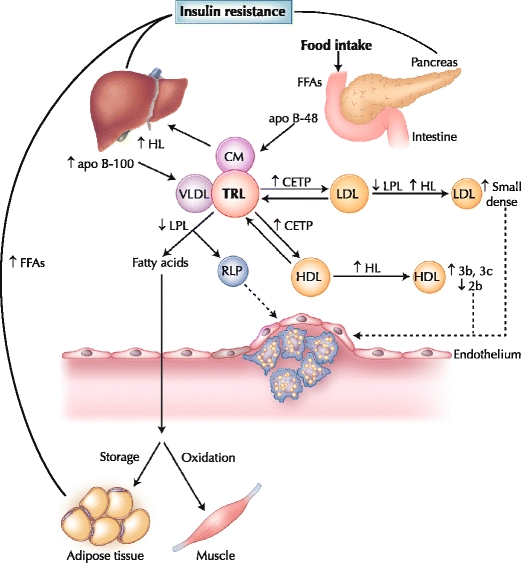 Insulin resistance
Food intake
FFAs
Pancreas
Intestine
apo B-48
↑ HL
↑ apo B-100
CM
VLDL
TRL
↑ CETP
LDL
↓ LPL ↑ HL
LDL
↑ Small
dense
↓ LPL
↑ CETP
Fatty acids
RLP
HDL
↑ HL
HDL
↑ 3b, 3c
↓ 2b
↑ FFAs
Endothelium
Storage
Oxidation
Adipose tissue
Muscle